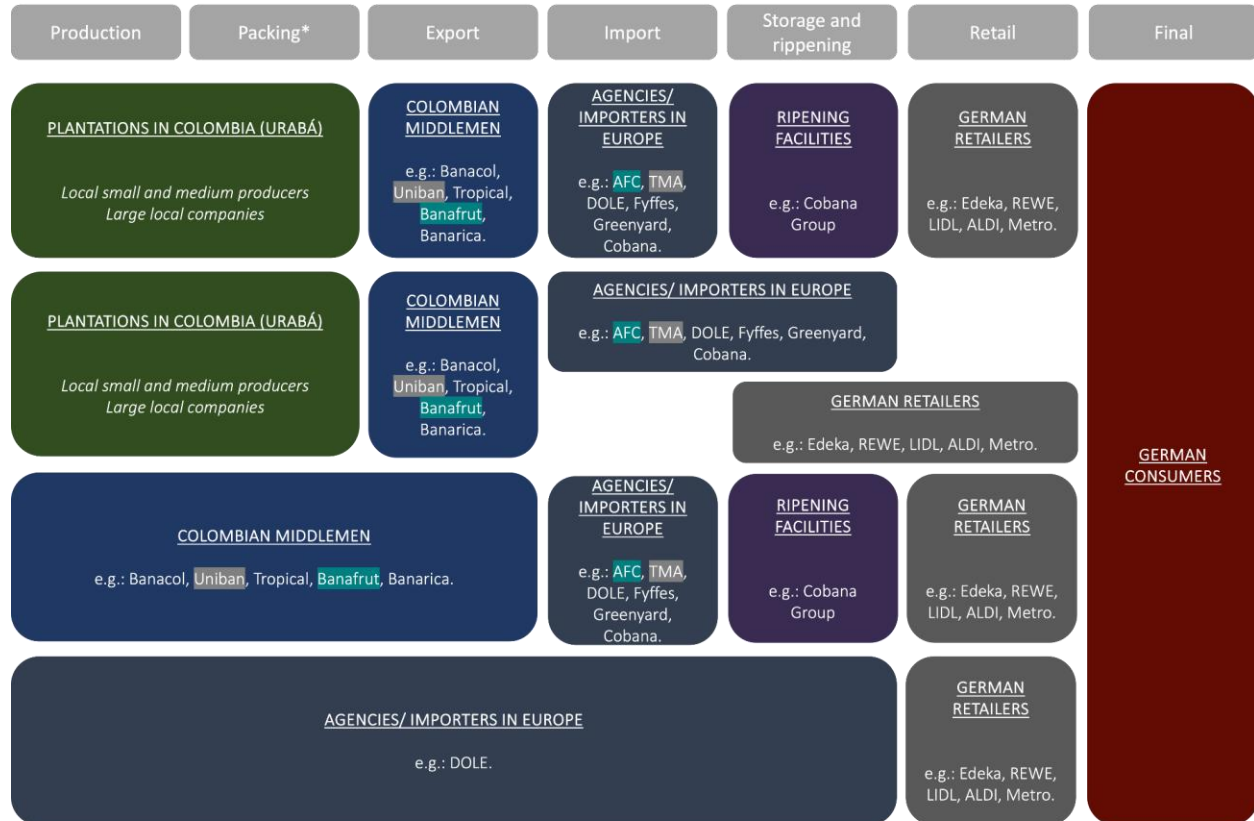 Production
Packing*
Export
Import
Storage and
rippening
Retail
Final
PLANTATIONS IN COLOMBIA (URABÁ)
Local small and medium producers
Large local companies
COLOMBIAN
MIDDLEMEN
e.g.: Banacol,
Uniban, Tropical,
Banafrut,
Banarica.
AGENCIES/
IMPORTERS IN
EUROPE
e.g.: AFC, TMA,
DOLE, Fyffes,
Greenyard,
Cobana.
RIPENING
FACILITIES
e.g.: Cobana
Group
GERMAN
RETAILERS
e.g.: Edeka, REWE,
LIDL, ALDI, Metro.
PLANTATIONS IN COLOMBIA (URABÁ)
Local small and medium producers
Large local companies
COLOMBIAN
MIDDLEMEN
e.g.: Banacol,
Uniban, Tropical,
Banafrut,
Banarica.
AGENCIES/ IMPORTERS IN EUROPE
e.g.: AFC, TMA, DOLE, Fyffes, Greenyard,
Cobana.
GERMAN RETAILERS
e.g.: Edeka, REWE, LIDL, ALDI, Metro.
COLOMBIAN MIDDLEMEN
e.g.: Banacol, Uniban, Tropical, Banafrut, Banarica.
AGENCIES/
IMPORTERS IN
EUROPE
e.g.: AFC, TMA,
DOLE, Fyffes,
Greenyard,
Cobana.
RIPENING
FACILITIES
e.g.: Cobana
Group
GERMAN
RETAILERS
e.g.: Edeka, REWE,
LIDL, ALDI, Metro.
AGENCIES/ IMPORTERS IN EUROPE
e.g.: DOLE.
GERMAN
RETAILERS
e.g.: Edeka, REWE,
LIDL, ALDI, Metro.
GERMAN
CONSUMERS